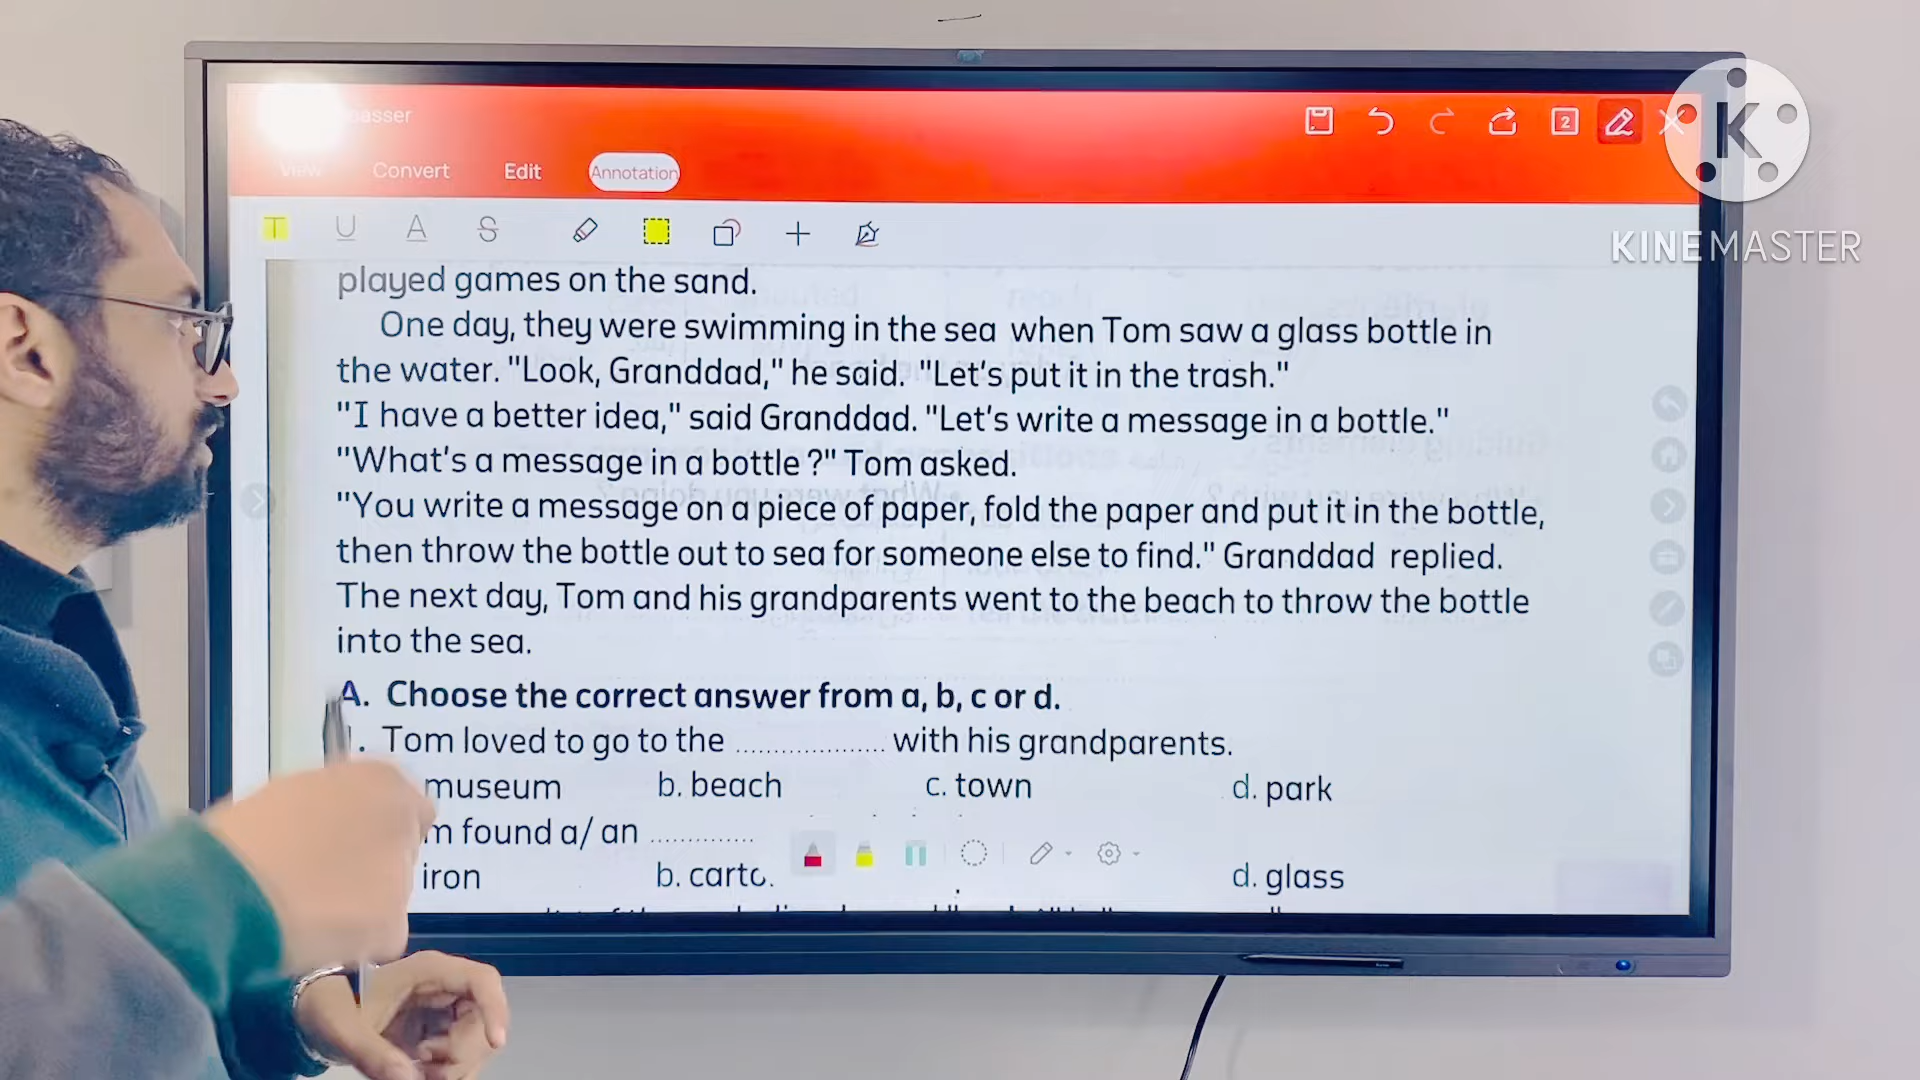 passer
View Convert Edit Annotation
2
K
KINEMASTER
T U A S
played games on the sand.
One day, they were swimming in the sea when Tom saw a glass bottle in
the water. "Look, Granddad," he said. "Let's put it in the trash."
"I have a better idea," said Granddad. "Let's write a message in a bottle."
"What's a message in a bottle ?" Tom asked.
"You write a message on a piece of paper, fold the paper and put it in the bottle,
then throw the bottle out to sea for someone else to find." Granddad replied.
The next day, Tom and his grandparents went to the beach to throw the bottle
into the sea.
A. Choose the correct answer from a, b, c or d.
1. Tom loved to go to the .................... with his grandparents.
museum b. beach c. town d. park
m found a/ an ..............
iron b. carto. d. glass